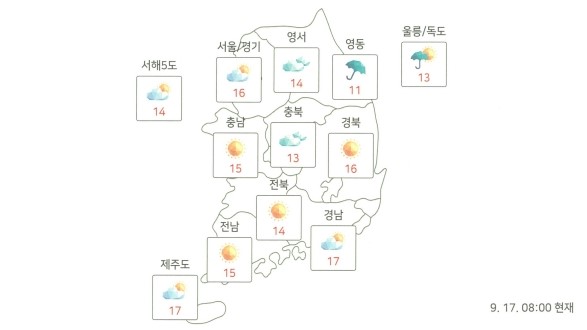 울릉/독도
13
영서
14
서울/경기
16
영동
11
서해5도
14
충남
15
충북
13
경북
16
전북
14
경남
17
전남
15
제주도
17
9. 17. 08:00 현재